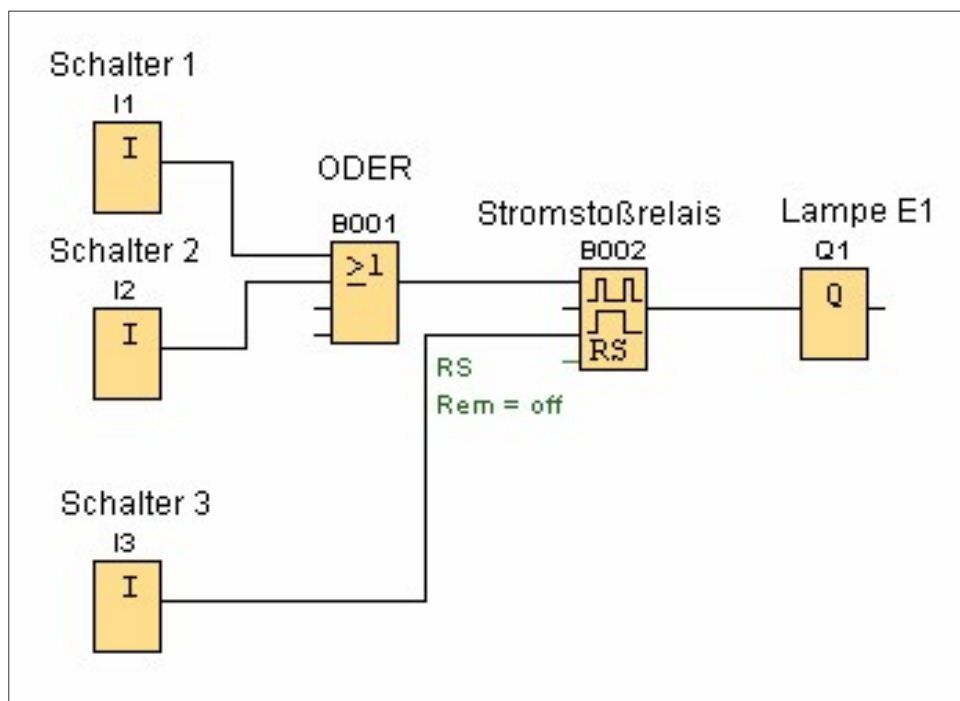 Schalter 1
I1
I
ODER
B001
≥1
Schalter 2
I2
I
Stromstoßrelais
B002
RS
Lampe E1
Q1
Q
RS
Rem = off
Schalter 3
I3
I